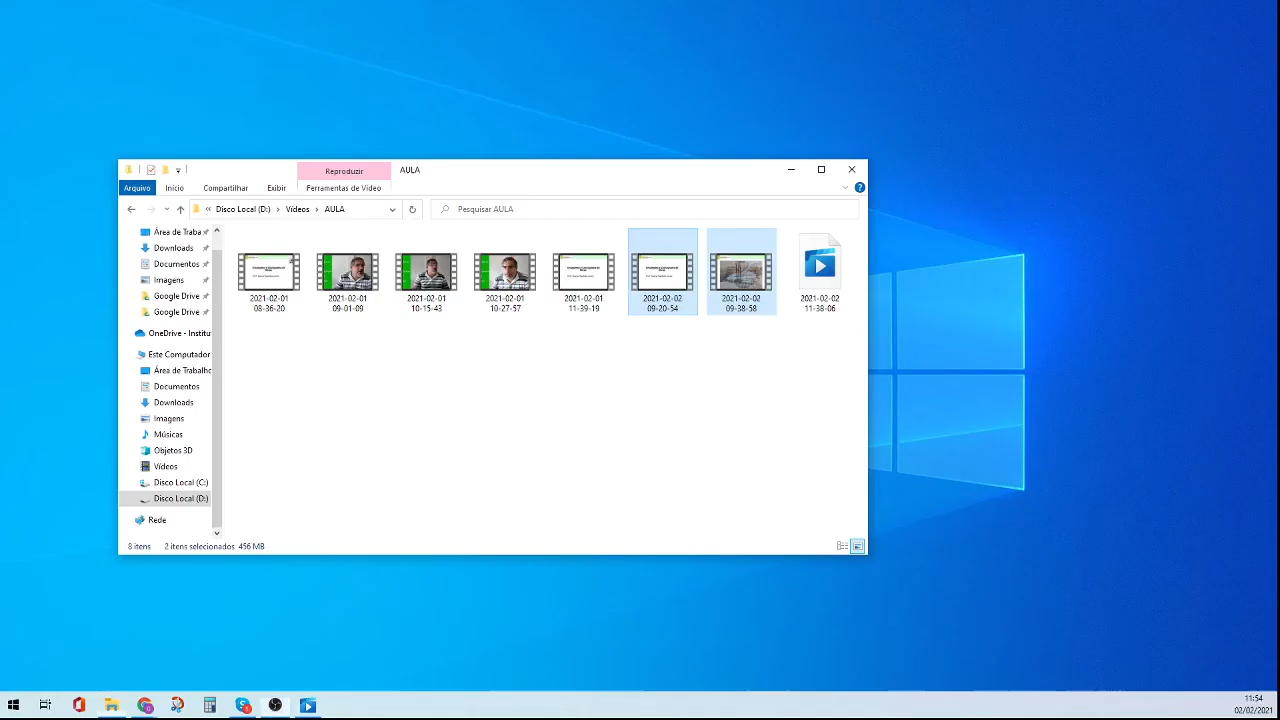 Reproduzir
AULA
Arquivo
Início
Compartilhar
Exibir
Ferramentas de Vídeo
Disco Local (D:) > Vídeos > AULA
Pesquisar AULA
Área de Traba
Downloads
Documentos
Imagens
Google Drive
Google Drive
OneDrive - Institu
Este Computador
Área de Trabalho
Documentos
Downloads
Imagens
Músicas
Objetos 3D
Vídeos
Disco Local (C:)
Disco Local (D:)
Rede
2021-02-01
08-36-20
2021-02-01
09-01-09
2021-02-01
10-15-43
2021-02-01
10-27-57
2021-02-01
11-39-19
2021-02-02
09-20-54
2021-02-02
09-38-58
2021-02-02
11-38-06
8 itens
2 itens selecionados 456 MB
11:54
02/02/2021